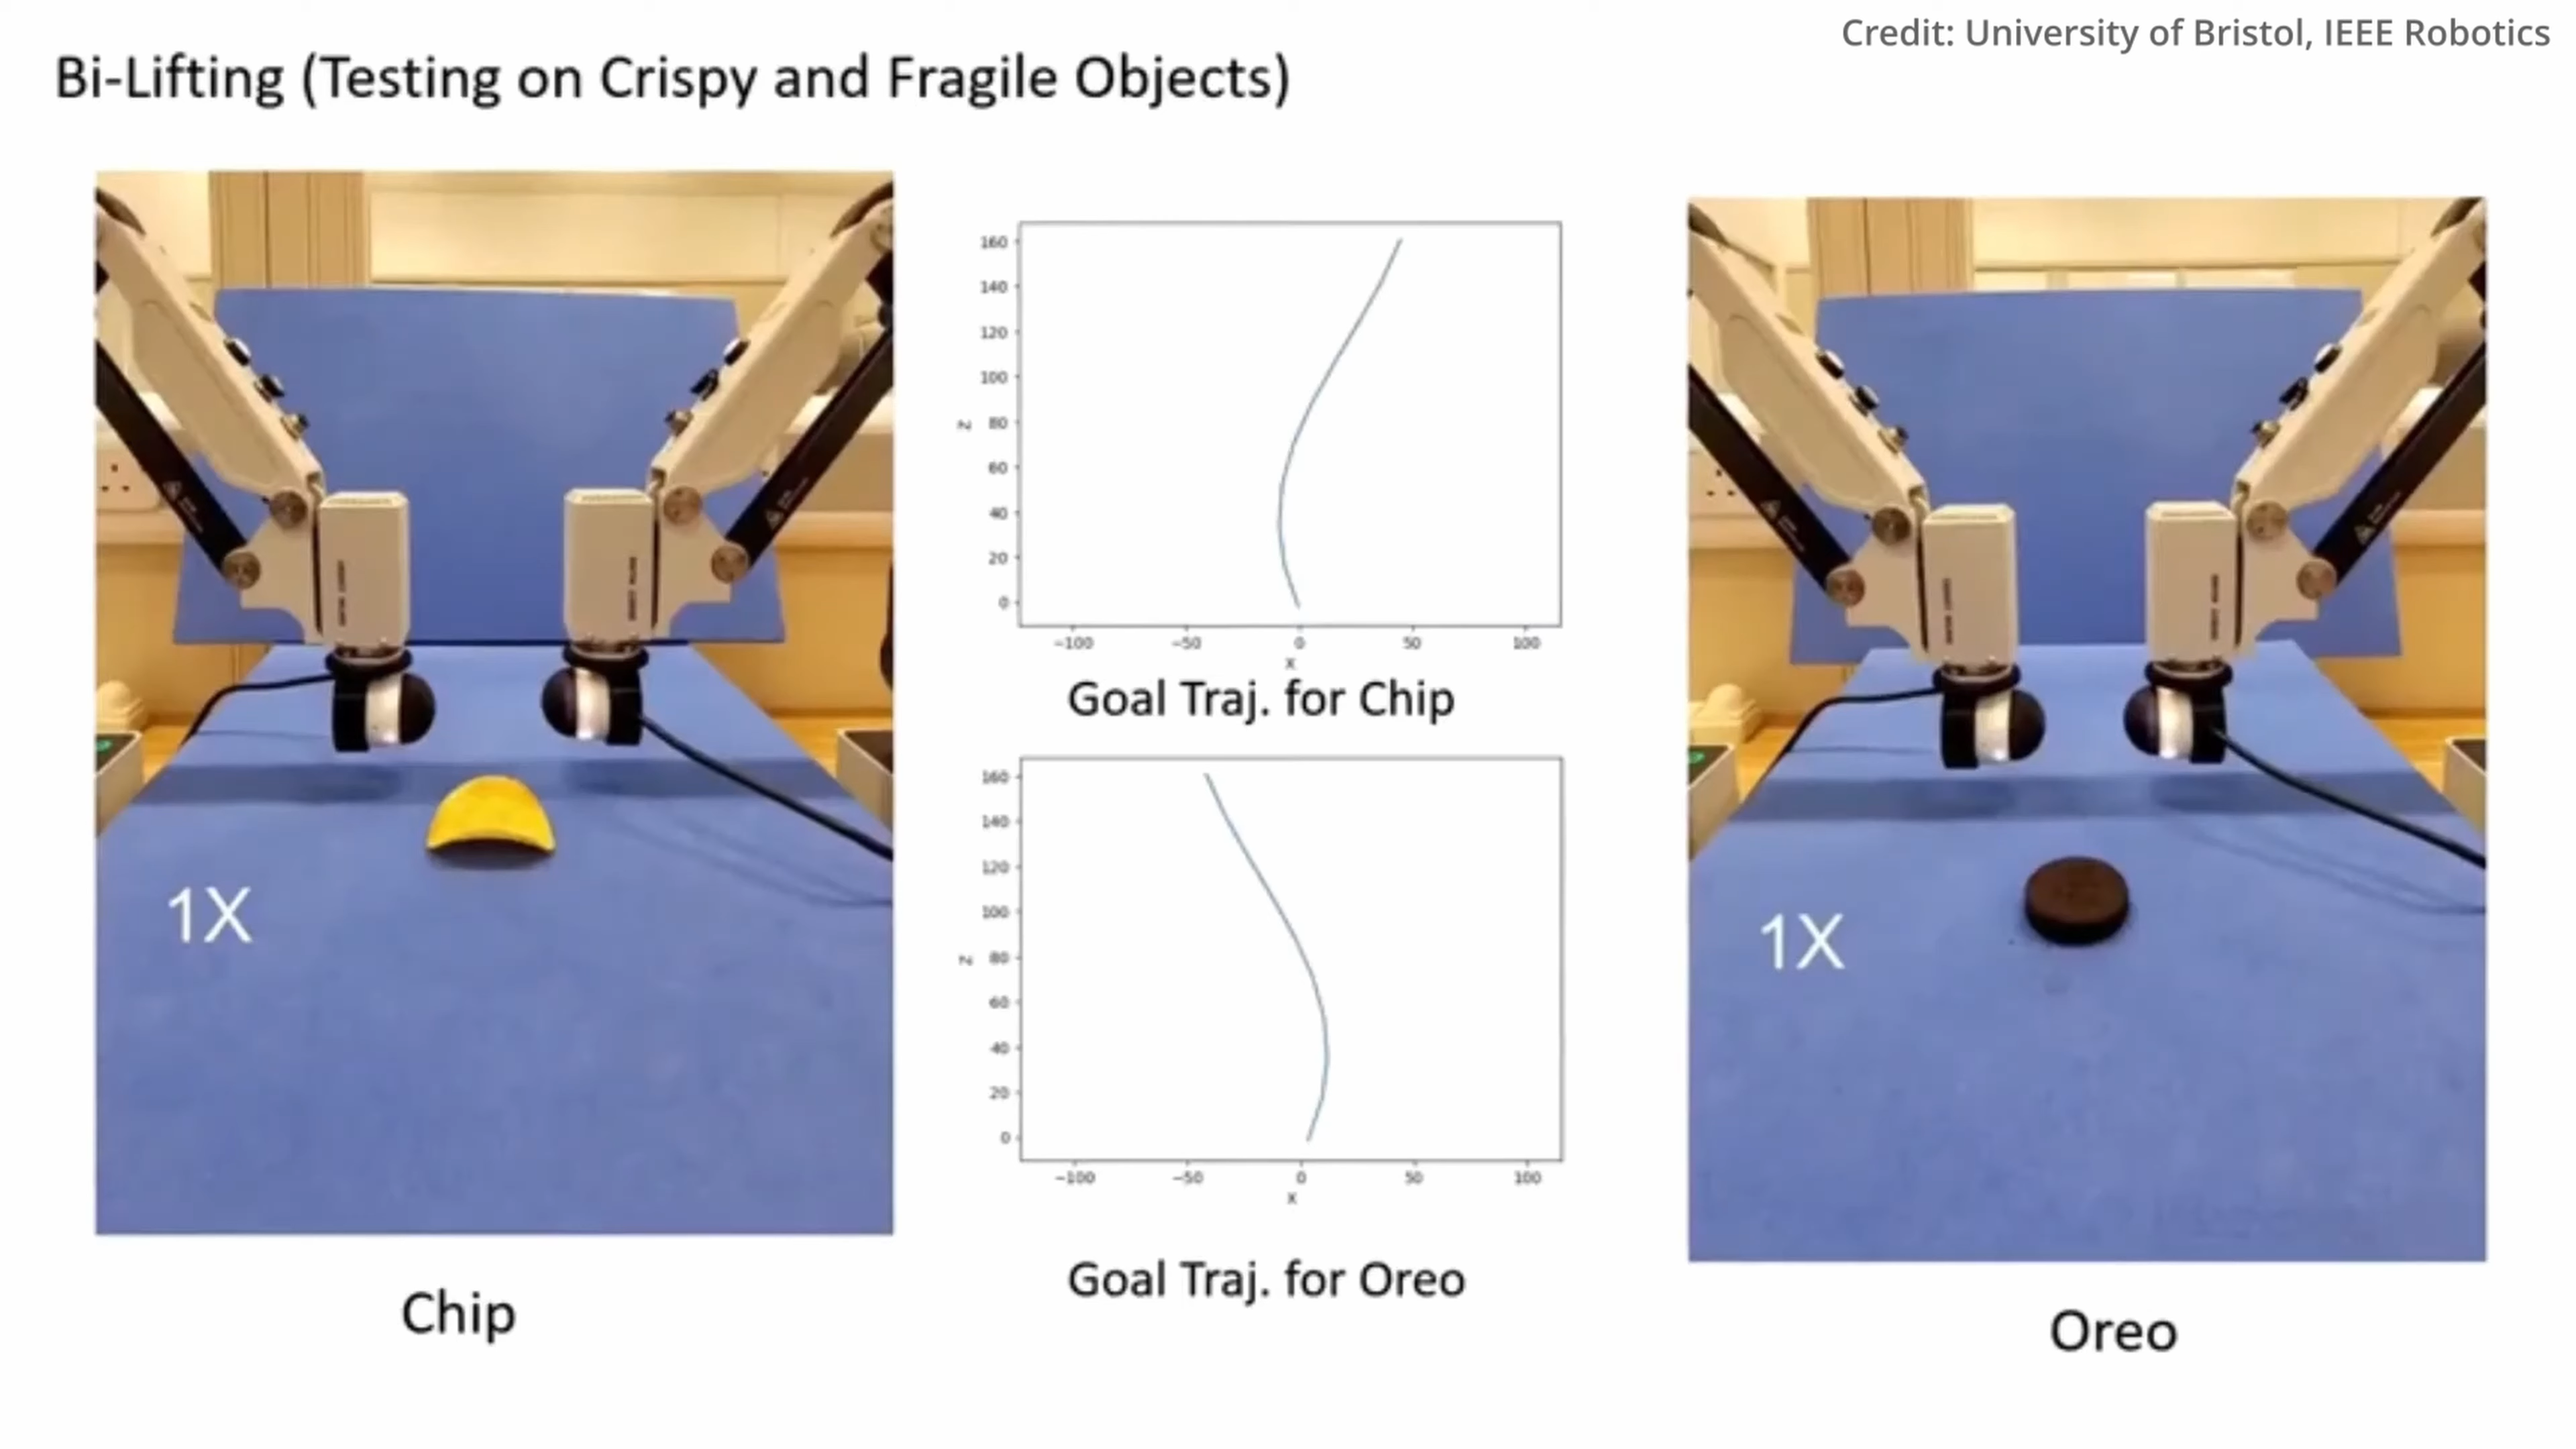 Credit: University of Bristol, IEEE Robotics
Bi-Lifting (Testing on Crispy and Fragile Objects)
160
140
120
100
z 80
60
40
20
0
-100 -50 0 50 100
x
Goal Traj. for Chip
160
140
120
100
z 80
60
40
20
0
-100 -50 0 50 100
x
Goal Traj. for Oreo
1X
Chip
1X
Oreo